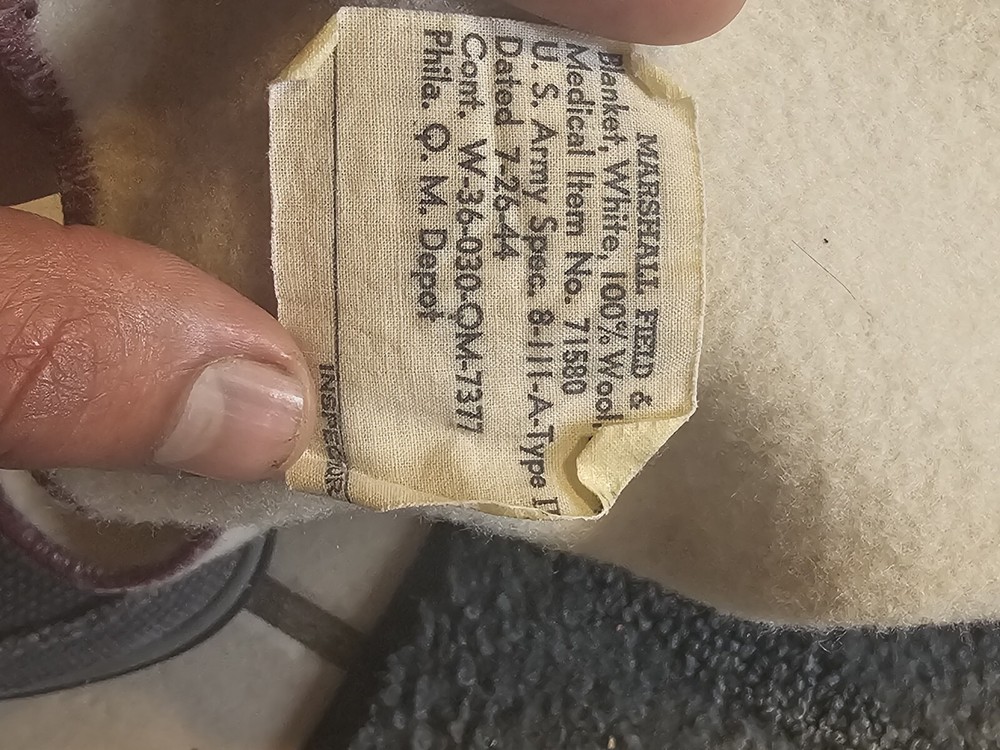 MARSHALL FIELD &
Blanket, White, 100% Wool,
Medical Item No. 71580
U. S. Army Spec. 8-111-A-Type II
Dated 7-26-44
Cont. W-36-030-QM-7377
Phila. Q. M. Depot
INSPECTOR